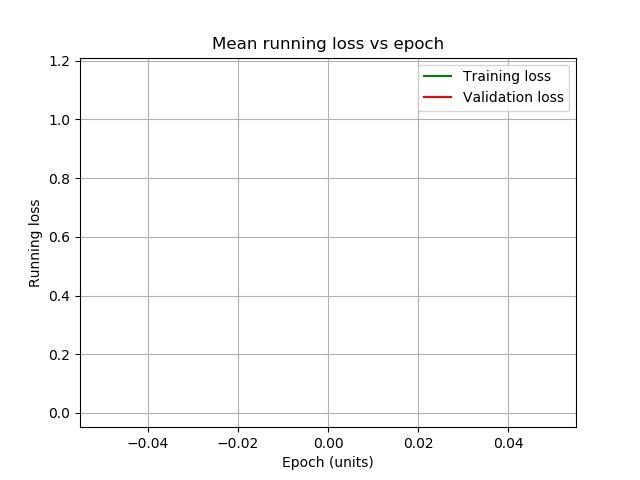 Mean running loss vs epoch
Training loss
Validation loss
1.2
1.0
0.8
0.6
0.4
0.2
0.0
Running loss
−0.04 −0.02 0.00 0.02 0.04
Epoch (units)